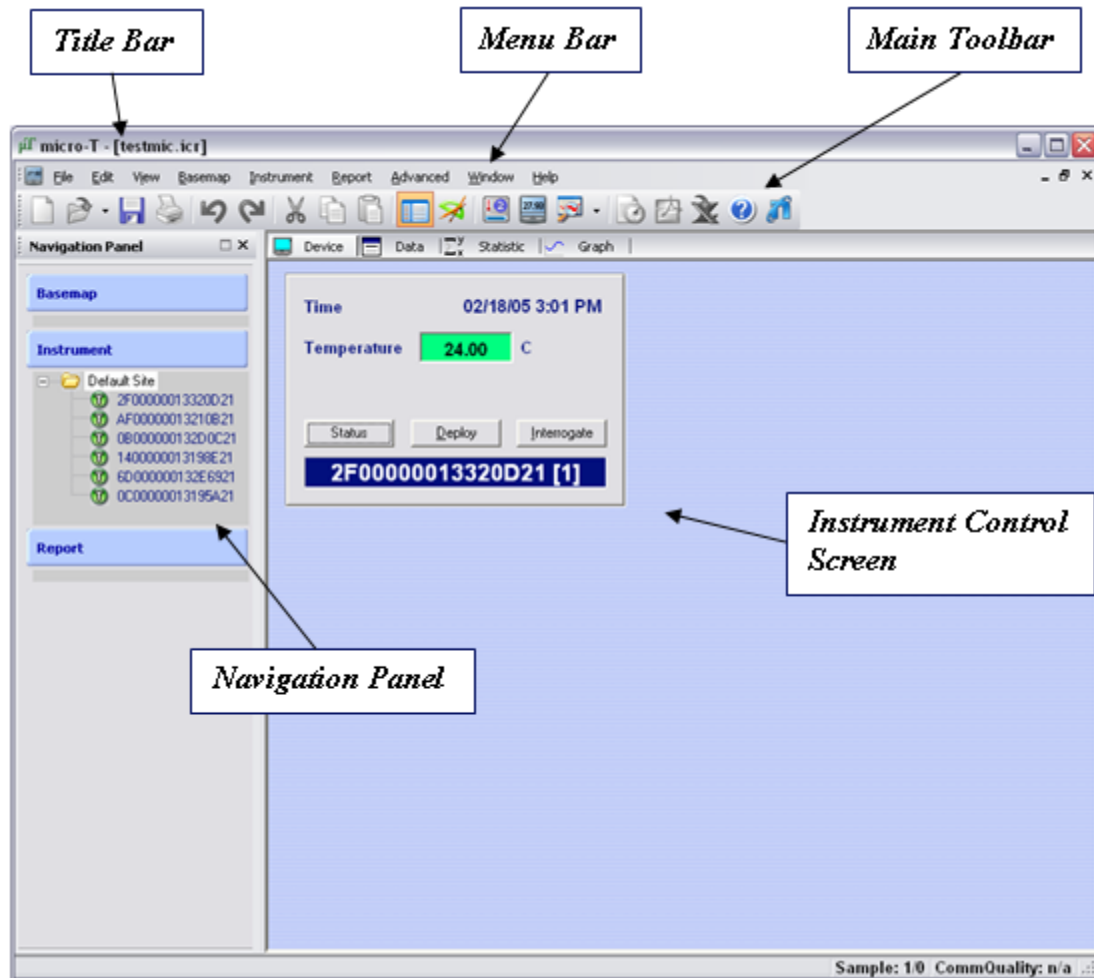 Title Bar
Menu Bar
Main Toolbar
micro-T - [testmic.icr]
File Edit View Basemap Instrument Report Advanced Window Help
27.90
Navigation Panel
Device Data Statistic Graph
Basemap
Instrument
Default Site
2F00000013320D21
AF00000013210B21
0B000000132D0C21
140000013198E21
6D000000132E6921
0C00000013195A21
Report
Time 02/18/05 3:01 PM
Temperature 24.00 C
Status Deploy Interrogate
2F00000013320D21 [1]
Instrument Control
Screen
Navigation Panel
Sample: 1/0 CommQuality: n/a